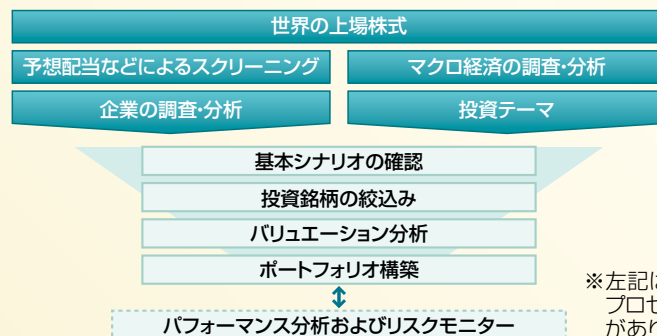 世界の上場株式
予想配当などによるスクリーニング
マクロ経済の調査・分析
企業の調査・分析
投資テーマ
基本シナリオの確認
投資銘柄の絞込み
バリュエーション分析
ポートフォリオ構築
パフォーマンス分析およびリスクモニター
※左記は
プロセ
があり